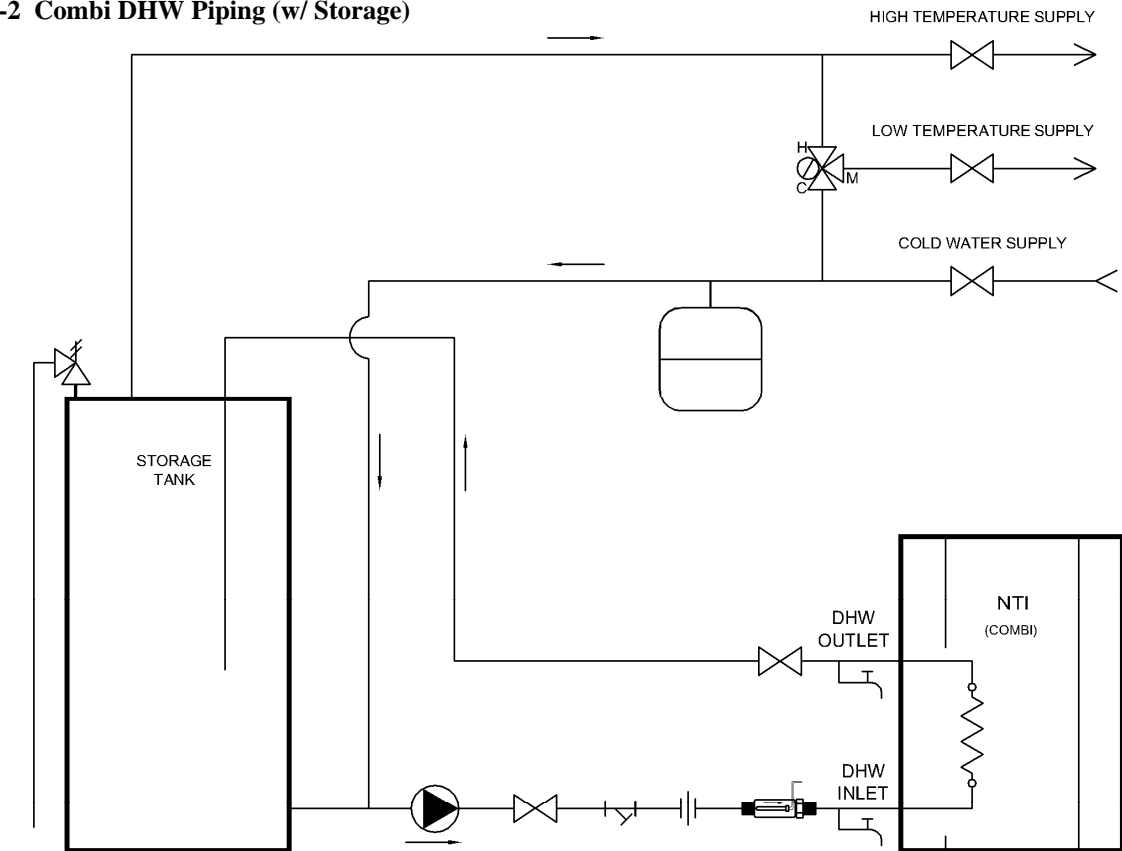 -2 Combi DHW Piping (w/ Storage)
HIGH TEMPERATURE SUPPLY
LOW TEMPERATURE SUPPLY
H
C
M
COLD WATER SUPPLY
STORAGE
TANK
NTI
(COMBI)
DHW
OUTLET
DHW
INLET